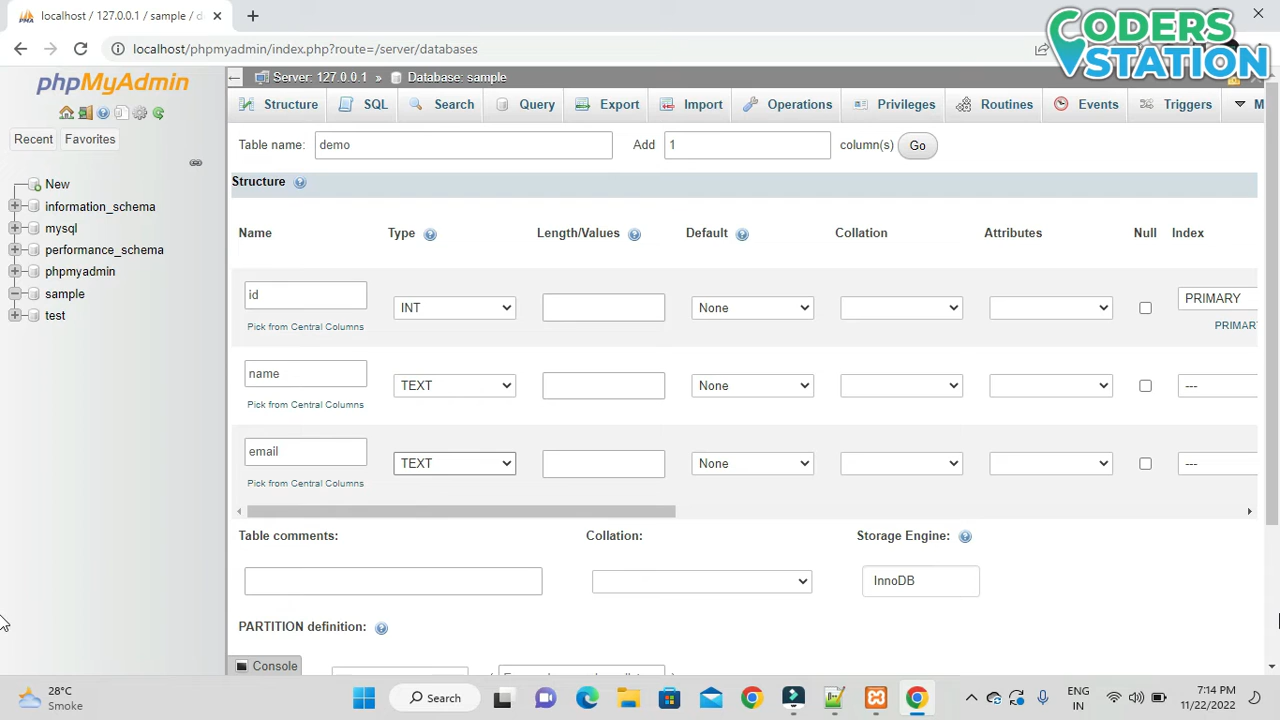 localhost / 127.0.0.1 / sample / d
localhost/phpmyadmin/index.php?route=/server/databases
CODERS
STATION
phpMyAdmin
Recent Favorites
New
information_schema
mysql
performance_schema
phpmyadmin
sample
test
Server: 127.0.0.1 » Database: sample
Structure SQL Search Query Export Import Operations Privileges Routines Events Triggers M
Table name: demo Add 1 column(s) Go
Structure
Name Type Length/Values Default Collation Attributes Null Index
id INT None PRIMARY
Pick from Central Columns PRIMAR
name TEXT None ---
Pick from Central Columns
email TEXT None ---
Pick from Central Columns
Table comments: Collation: Storage Engine:
InnoDB
PARTITION definition:
Console
28°C
Smoke
Search
ENG
IN
7:14 PM
11/22/2022